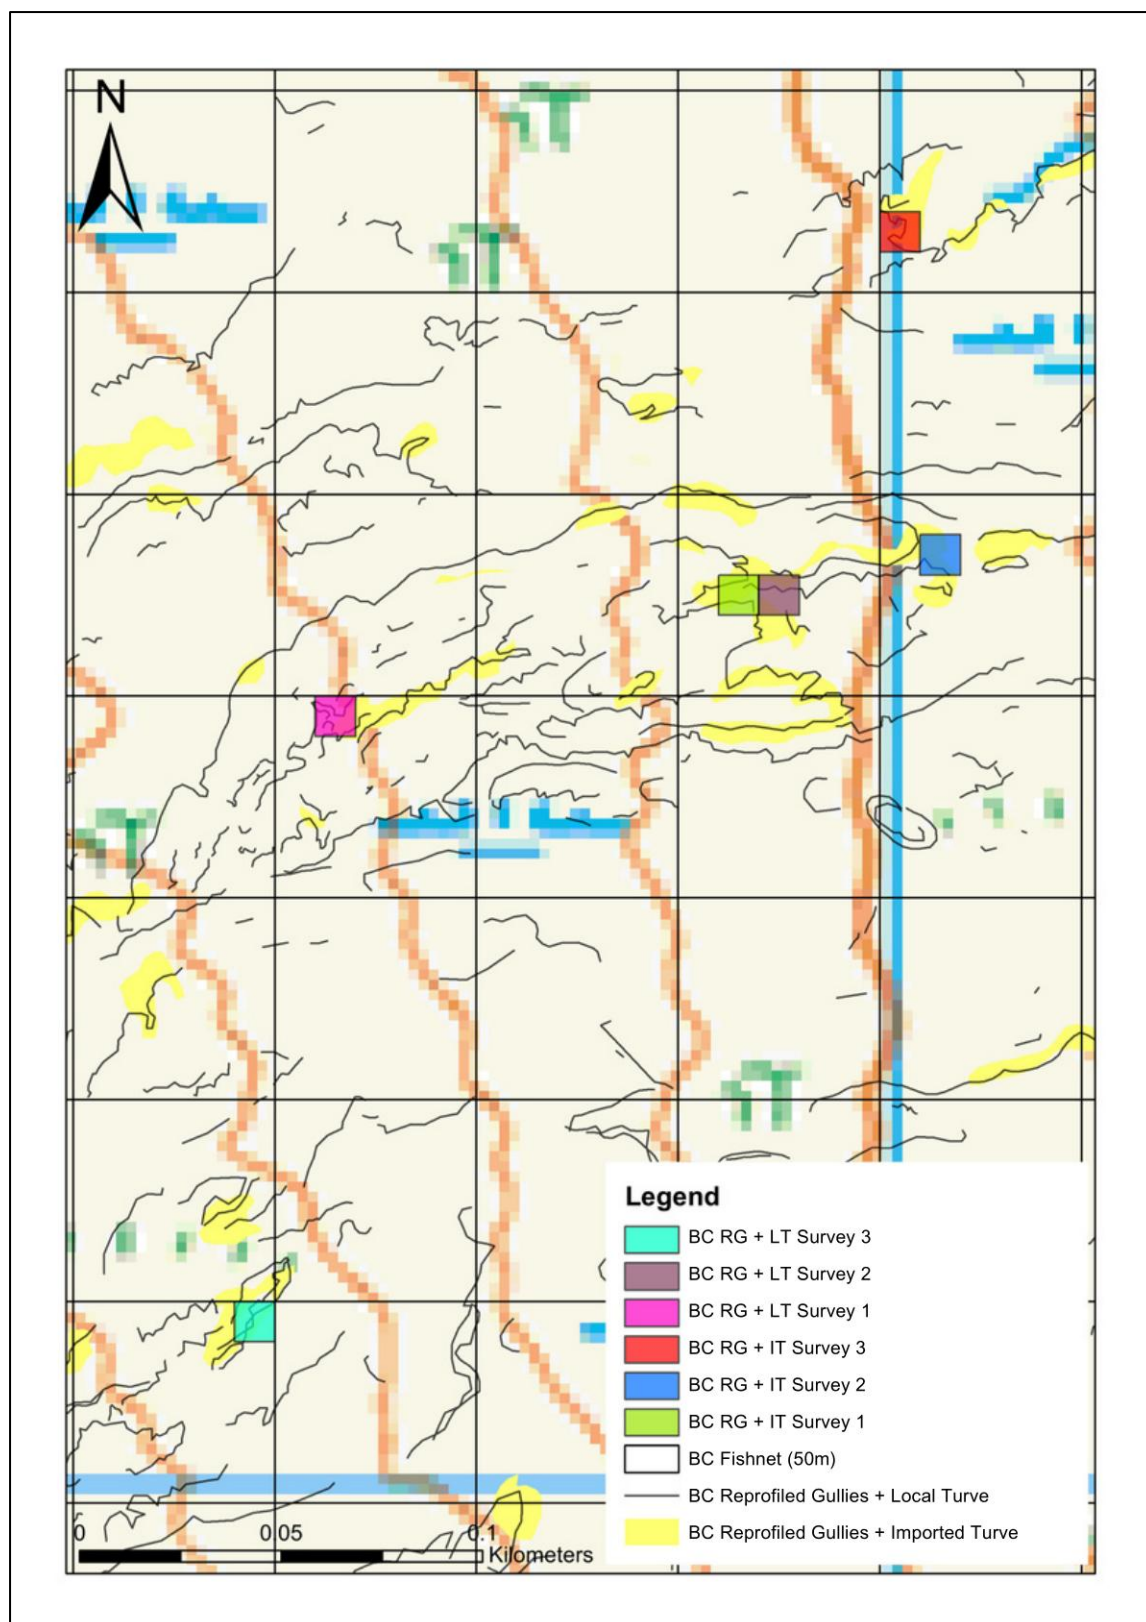 N
Legend
BC RG + LT Survey 3
BC RG + LT Survey 2
BC RG + LT Survey 1
BC RG + IT Survey 3
BC RG + IT Survey 2
BC RG + IT Survey 1
BC Fishnet (50m)
BC Reprofiled Gullies + Local Turve
BC Reprofiled Gullies + Imported Turve
0 0.05 0.1
Kilometers